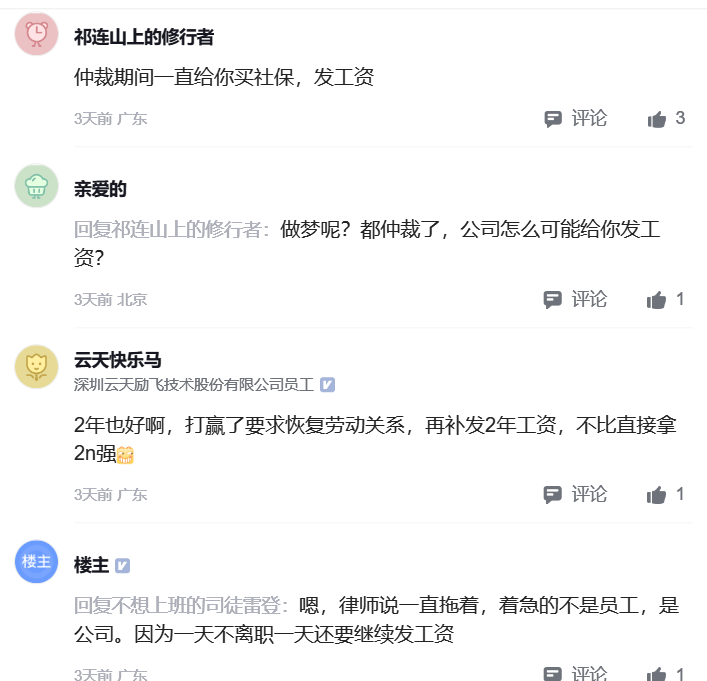 祁连山上的修行者
仲裁期间一直给你买社保，发工资
3天前 广东
评论
3
亲爱的
回复祁连山上的修行者：做梦呢？都仲裁了，公司怎么可能给你发工
资？
3天前 北京
评论
1
云天快乐马
深圳云天励飞技术股份有限公司员工
2年也好啊，打赢了要求恢复劳动关系，再补发2年工资，不比直接拿
2n强
3天前 广东
评论
1
楼主
楼主
回复不想上班的司徒雷登：嗯，律师说一直拖着，着急的不是员工，是
公司。因为一天不离职一天还要继续发工资
3天前 广东
评论
1